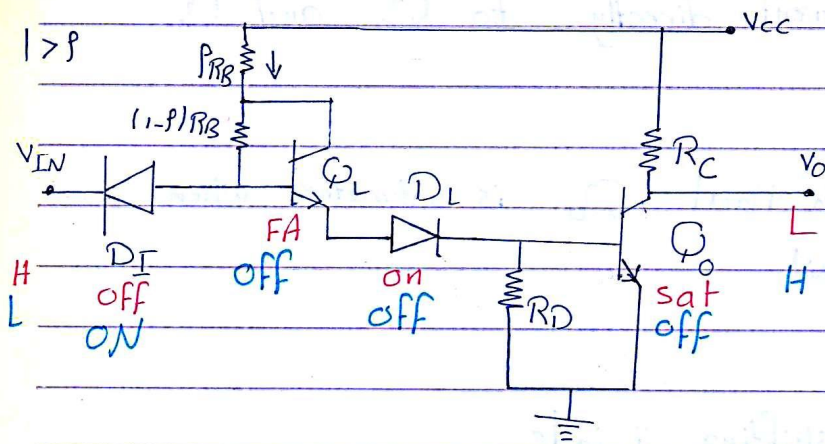 1 > ρ
VCC
ρRB ↓
(1-ρ)RB
RC
VIN
QL
DL
VO
DI
FA
L
QO
H
off
off
on
RD
sat
H
L
ON
off
off